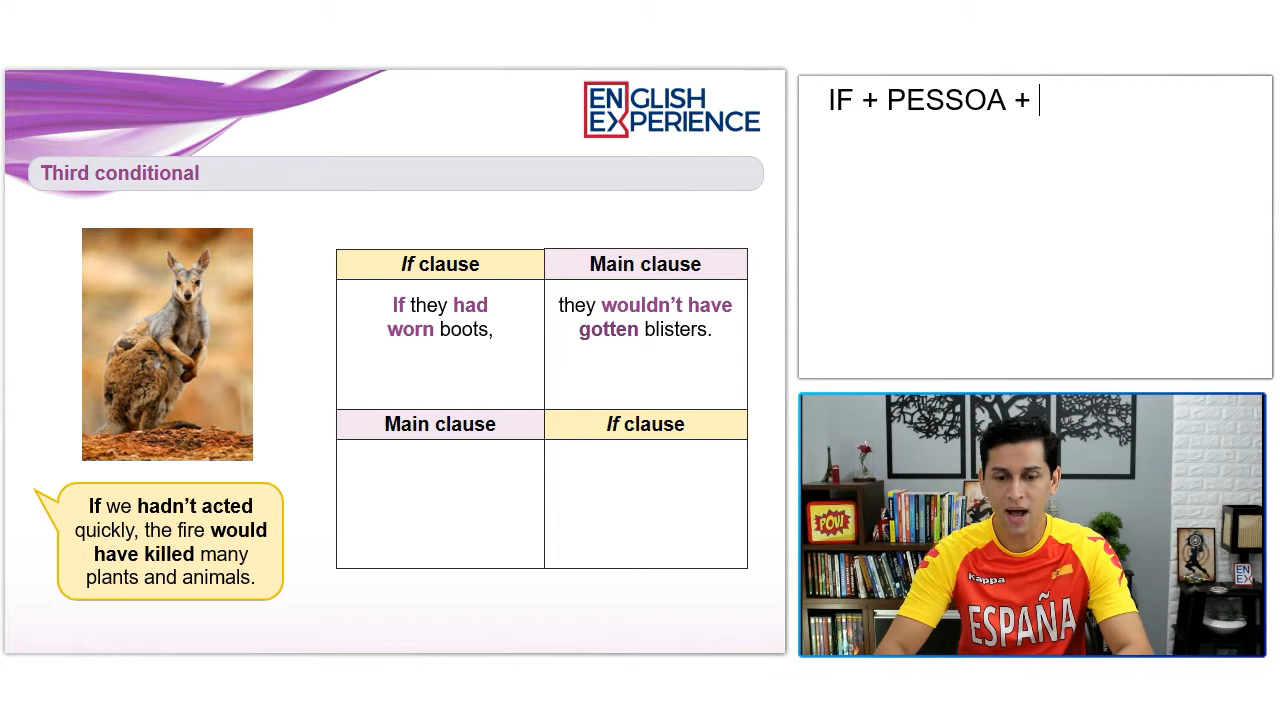 ENGLISH
EXPERIENCE
Third conditional
If clause
Main clause
If they had
worn boots,
they wouldn’t have
gotten blisters.
Main clause
If clause
If we hadn’t acted
quickly, the fire would
have killed many
plants and animals.
IF + PESSOA +
POW!
Kappa
ESPAÑA
EN
EX